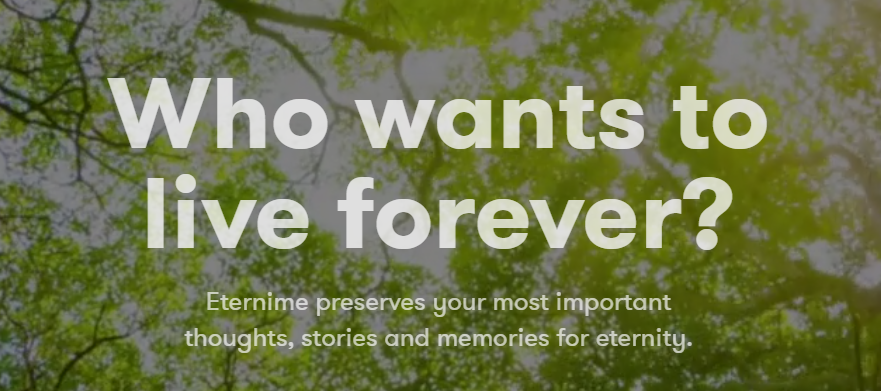 Who wants to
live forever?
Eternime preserves your most important
thoughts, stories and memories for eternity.